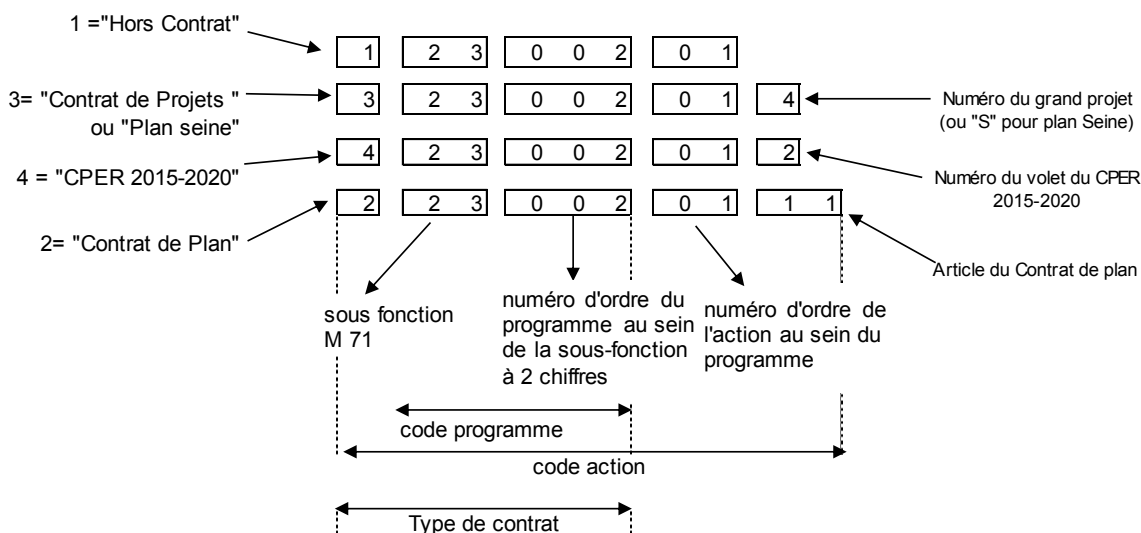 1 ="Hors Contrat"
1 2 3 0 0 2 0 1
3= "Contrat de Projets "
ou "Plan seine"
3 2 3 0 0 2 0 1 4
Numéro du grand projet
(ou "S" pour plan Seine)
4 = "CPER 2015-2020"
4 2 3 0 0 2 0 1 2
Numéro du volet du CPER
2015-2020
2= "Contrat de Plan"
2 2 3 0 0 2 0 1 1 1
Article du Contrat de plan
sous fonction
M 71
numéro d'ordre du
programme au sein
de la sous-fonction
à 2 chiffres
numéro d'ordre de
l'action au sein du
programme
code programme
code action
Type de contrat